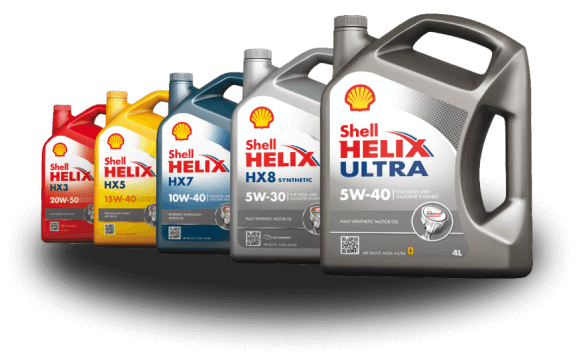 Shell
HELIX
HX3
20W-50
Shell
HELIX
HX5
15W-40
Shell
HELIX
HX7
10W-40
Shell
HELIX
HX8 SYNTHETIC
5W-30
FULLY SYNTHETIC MOTOR OIL
Shell
HELIX
ULTRA
5W-40
FOR DIESEL AND
GASOLINE ENGINES
FULLY SYNTHETIC MOTOR OIL
4L